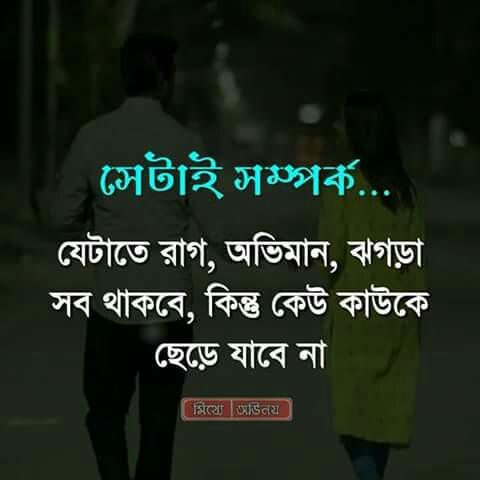 সেটাই সম্পর্ক...
যেটাতে রাগ, অভিমান, ঝগড়া
সব থাকবে, কিন্তু কেউ কাউকে
ছেড়ে যাবে না
মিথ্যে | অভিনয়